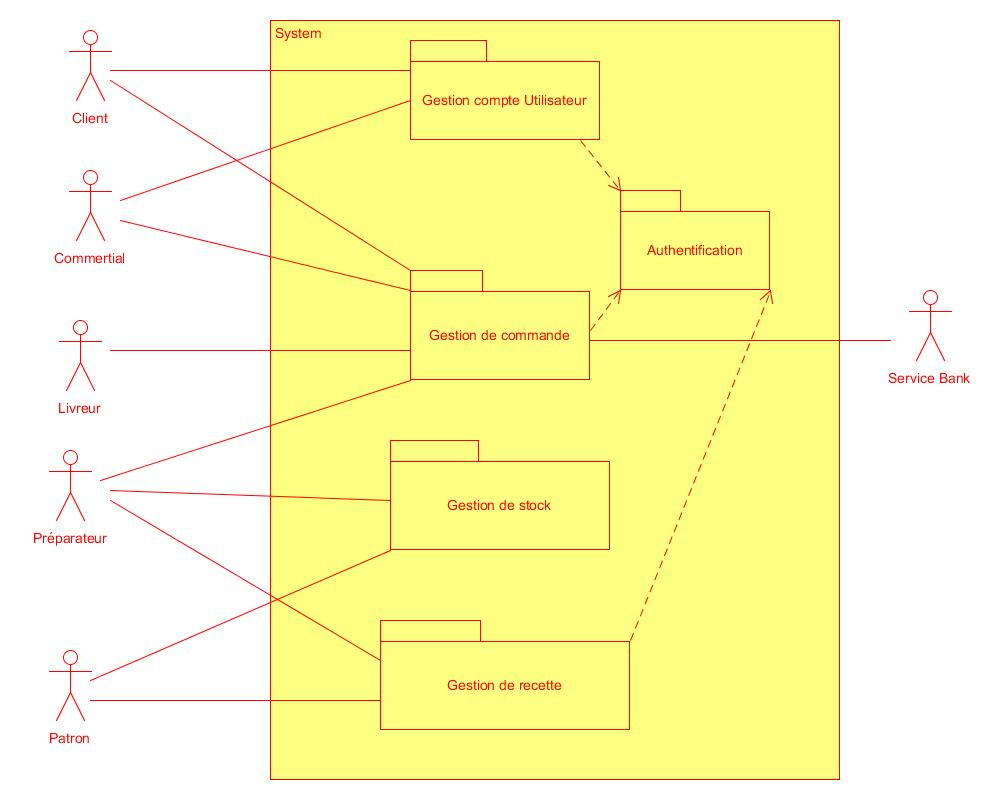 System
Client
Gestion compte Utilisateur
Commertial
Authentification
Gestion de commande
Service Bank
Livreur
Gestion de stock
Préparateur
Gestion de recette
Patron